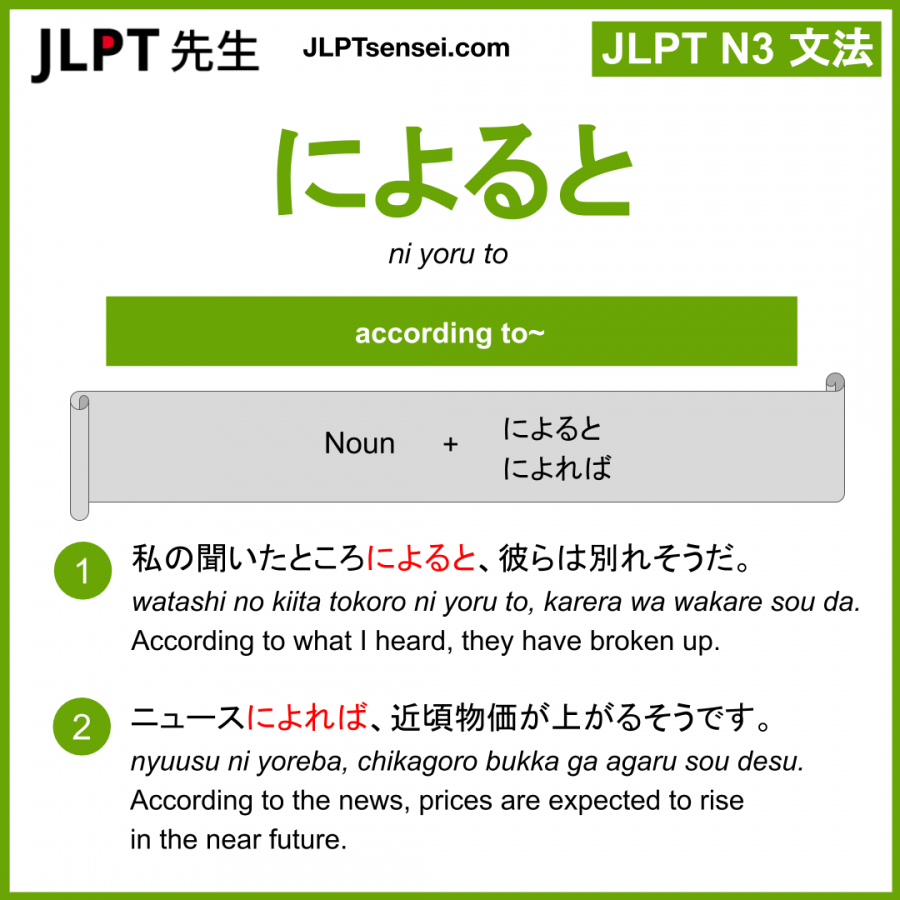 JLPT 先生
JLPTsensei.com
JLPT N3 文法
によると
ni yoru to
according to~
Noun + によると
によれば
1 私の聞いたところによると、彼らは別れそうだ。
watashi no kiita tokoro ni yoru to, karera wa wakare sou da.
According to what I heard, they have broken up.
2 ニュースによれば、近頃物価が上がるそうです。
nyuusu ni yoreba, chikagoro bukka ga agaru sou desu.
According to the news, prices are expected to rise
in the near future.